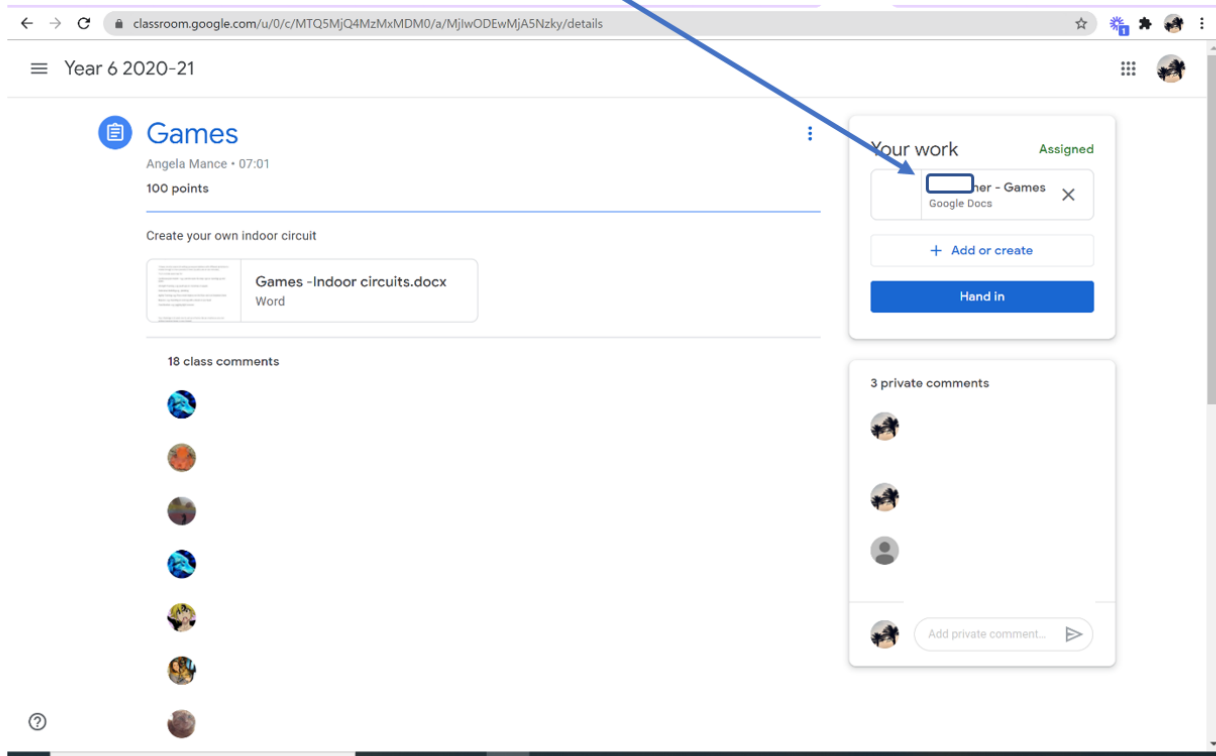 classroom.google.com/u/0/c/MTQ5MjQ4MzMxMDM0/a/MjIwODEwMjA5Nzky/details
1
Year 6 2020-21
Games
Angela Mance • 07:01
100 points
Create your own indoor circuit
Games -Indoor circuits.docx
Word
18 class comments
Your work
Assigned
her - Games
Google Docs
+ Add or create
Hand in
3 private comments
Add private comment...